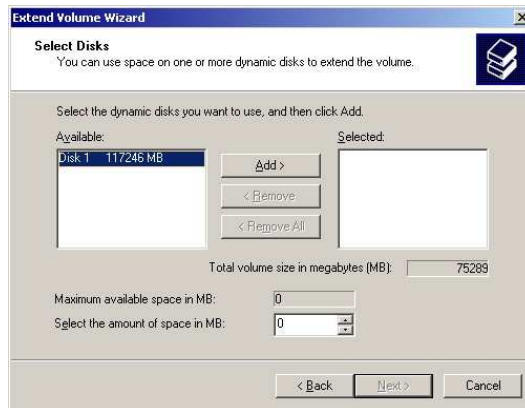 Extend Volume Wizard
Select Disks
You can use space on one or more dynamic disks to extend the volume.
Select the dynamic disks you want to use, and then click Add.
Available: Selected:
Disk 1 117246 MB
Add >
< Remove
< Remove All
Total volume size in megabytes (MB): 75289
Maximum available space in MB: 0
Select the amount of space in MB: 0
< Back Next > Cancel